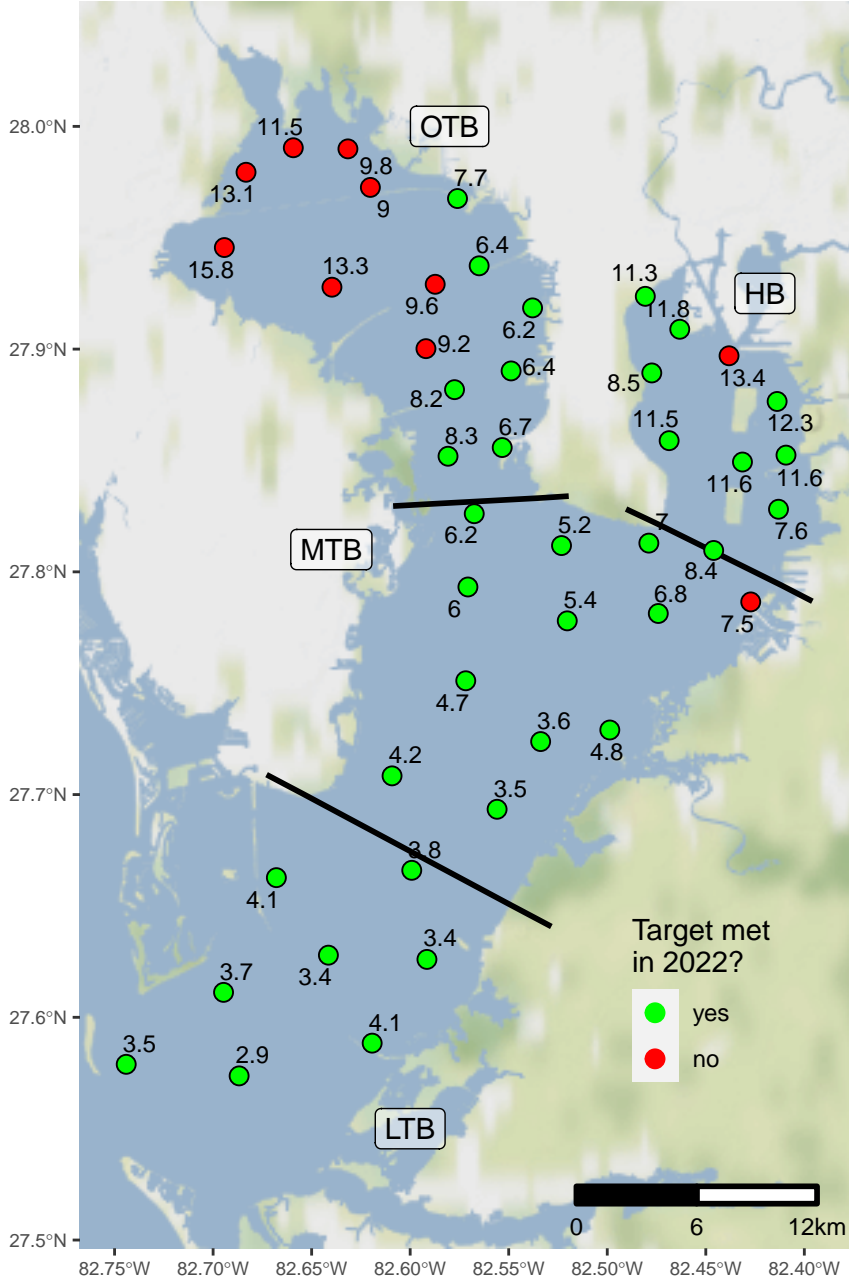 28.0°N
27.9°N
27.8°N
27.7°N
27.6°N
27.5°N
OTB
11.5
9.8
13.1
9
7.7
15.8
13.3
6.4
9.6
6.2
9.2
6.4
8.2
8.3
6.7
HB
11.3
11.8
13.4
8.5
12.3
11.5
11.6
11.6
7.6
MTB
6.2
5.2
7
8.4
6
5.4
6.8
7.5
4.7
3.6
4.8
4.2
3.5
3.8
4.1
3.4
3.4
3.7
4.1
3.5
2.9
LTB
Target met
in 2022?
yes
no
0 6 12km
82.75°W 82.70°W 82.65°W 82.60°W 82.55°W 82.50°W 82.45°W 82.40°W